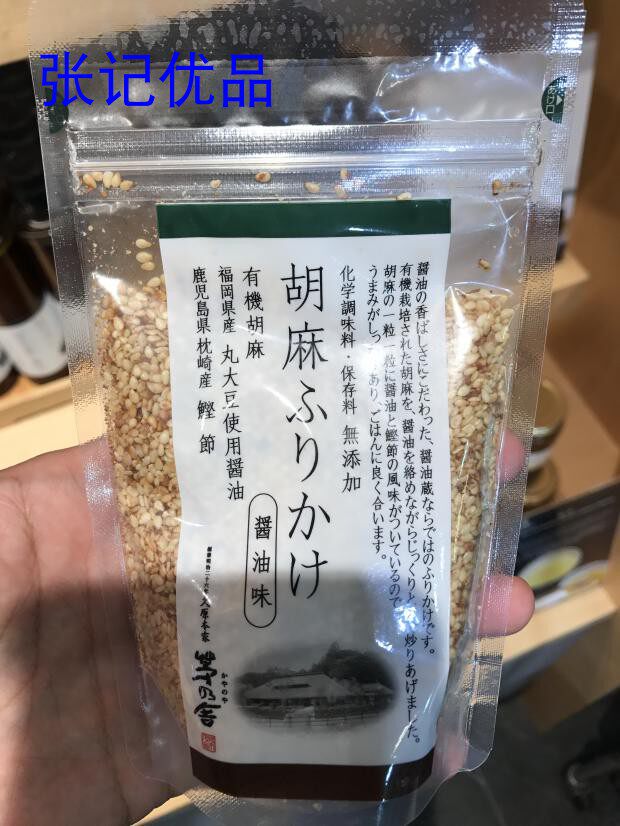 张记优品
醤油の香ばしさにこだわった、醤油蔵ならではのふりかけです。
有機栽培された胡麻を、醤油を絡めながらじっくりと
炒りあげました。
胡麻の一粒一粒に醤油と鰹節の風味がついているので
うまみがしっ
あり、ごはんに良く合います。
化学調味料・保存料 無添加
胡麻ふりかけ
醤油味
有機胡麻
福岡県産 丸大豆使用醤油
鹿児島県 枕崎産 鰹節
久原本家
かやのや
茅乃舎